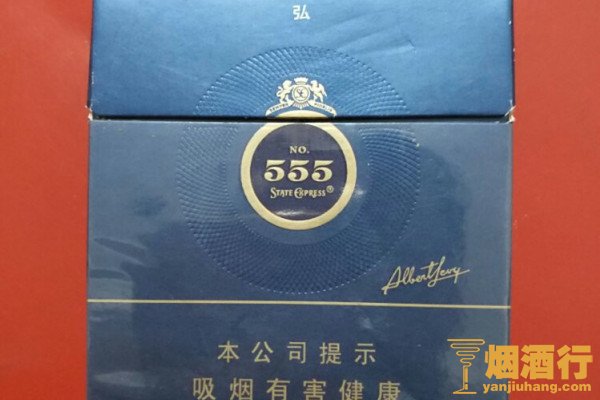 弘
NO.
555
STATE EXPRESS®
Albert Levy
本公司提示
吸烟有害健康
烟酒行
yanjiuhang.com